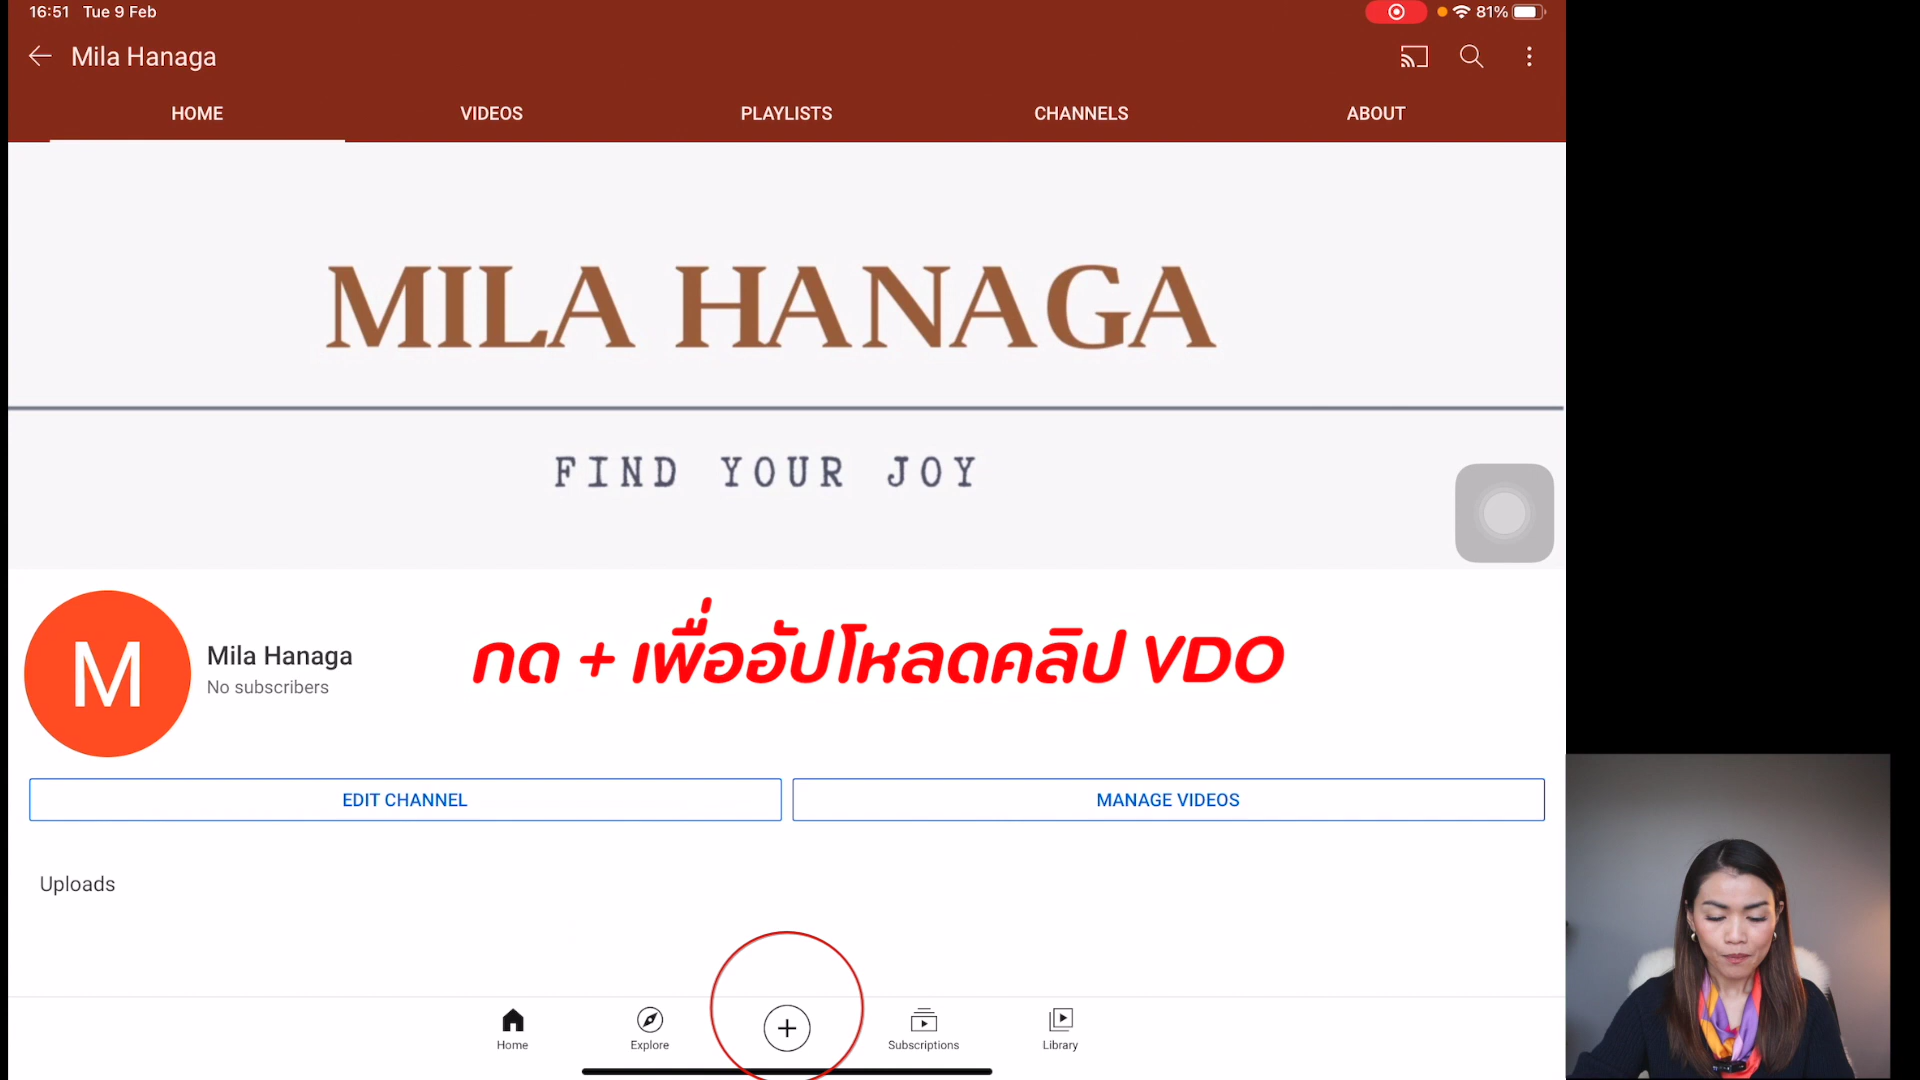 16:51 Tue 9 Feb
81%
Mila Hanaga
HOME VIDEOS PLAYLISTS CHANNELS ABOUT
MILA HANAGA
FIND YOUR JOY
M
Mila Hanaga
No subscribers
กด + เพื่ออัปโหลดคลิป VDO
EDIT CHANNEL MANAGE VIDEOS
Uploads
Home Explore Subscriptions Library